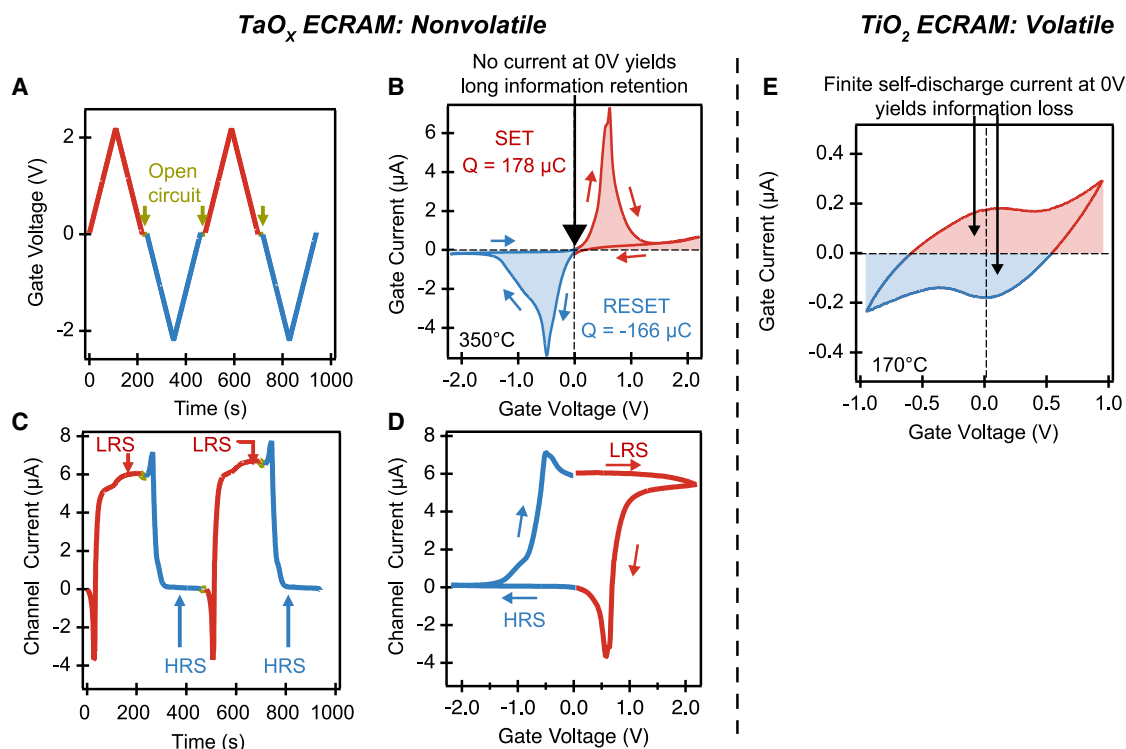 TaOX ECRAM: Nonvolatile
TiO2 ECRAM: Volatile
A
2
0
-2
Gate Voltage (V)
Open
circuit
0 200 400 600 800 1000
Time (s)
B
No current at 0V yields
long information retention
6
4
2
0
-2
-4
Gate Current (µA)
SET
Q = 178 µC
RESET
Q = -166 µC
350°C
-2.0 -1.0 0.0 1.0 2.0
Gate Voltage (V)
C
8
6
4
2
0
-2
-4
Channel Current (µA)
LRS
LRS
HRS
HRS
0 200 400 600 800 1000
Time (s)
D
8
6
4
2
0
-2
-4
Channel Current (µA)
LRS
HRS
-2.0 -1.0 0.0 1.0 2.0
Gate Voltage (V)
E
Finite self-discharge current at 0V
yields information loss
0.4
0.2
0.0
-0.2
-0.4
Gate Current (µA)
170°C
-1.0 -0.5 0.0 0.5 1.0
Gate Voltage (V)